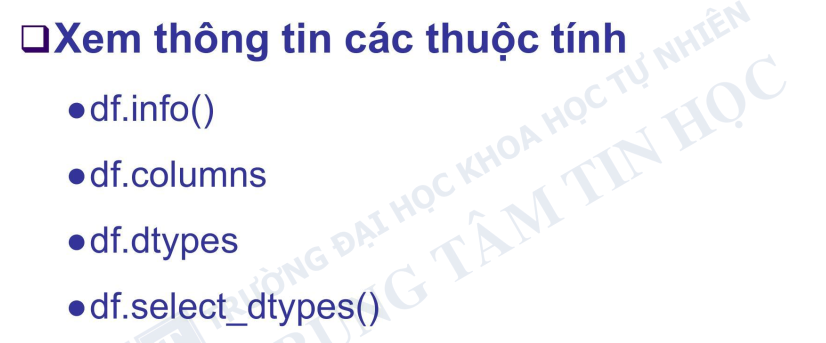 ❑Xem thông tin các thuộc tính
●df.info()
●df.columns
●df.dtypes
●df.select_dtypes()
TRƯỜNG ĐẠI HỌC KHOA HỌC TỰ NHIÊN
TRUNG TÂM TIN HỌC